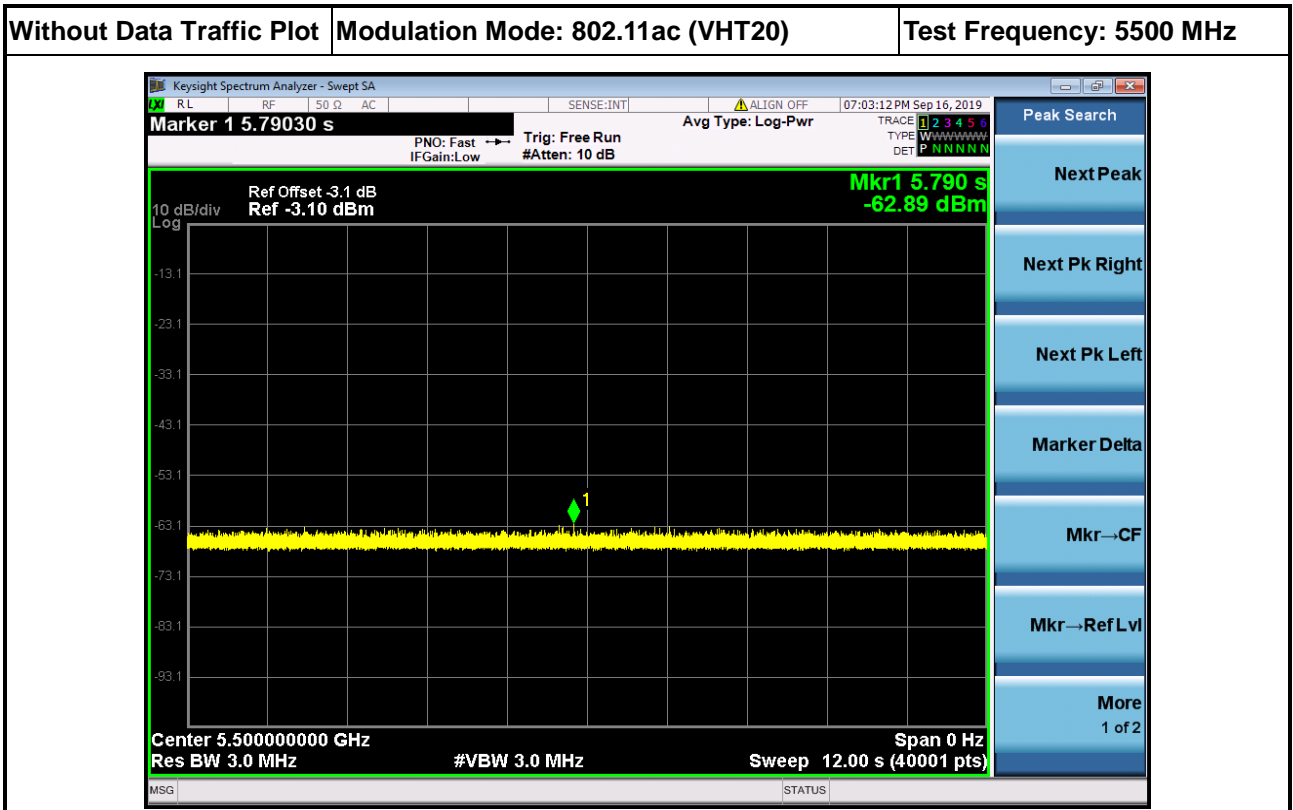 Without Data Traffic Plot Modulation Mode: 802.11ac (VHT20) Test Frequency: 5500 MHz
Keysight Spectrum Analyzer - Swept SA
LXI RL RF 50 Ω AC SENSE:INT ALIGN OFF 07:03:12 PM Sep 16, 2019
Marker 1 5.79030 s
PNO: Fast
IFGain:Low
Trig: Free Run
#Atten: 10 dB
Avg Type: Log-Pwr
TRACE 1 2 3 4 5 6
TYPE WWWWWW
DET P N N N N N
Ref Offset -3.1 dB
10 dB/div Ref -3.10 dBm
Log
Mkr1 5.790 s
-62.89 dBm
-13.1
-23.1
-33.1
-43.1
-53.1
1
-63.1
-73.1
-83.1
-93.1
Center 5.500000000 GHz Span 0 Hz
Res BW 3.0 MHz #VBW 3.0 MHz Sweep 12.00 s (40001 pts)
MSG STATUS
Peak Search
Next Peak
Next Pk Right
Next Pk Left
Marker Delta
Mkr→CF
Mkr→Ref Lvl
More
1 of 2